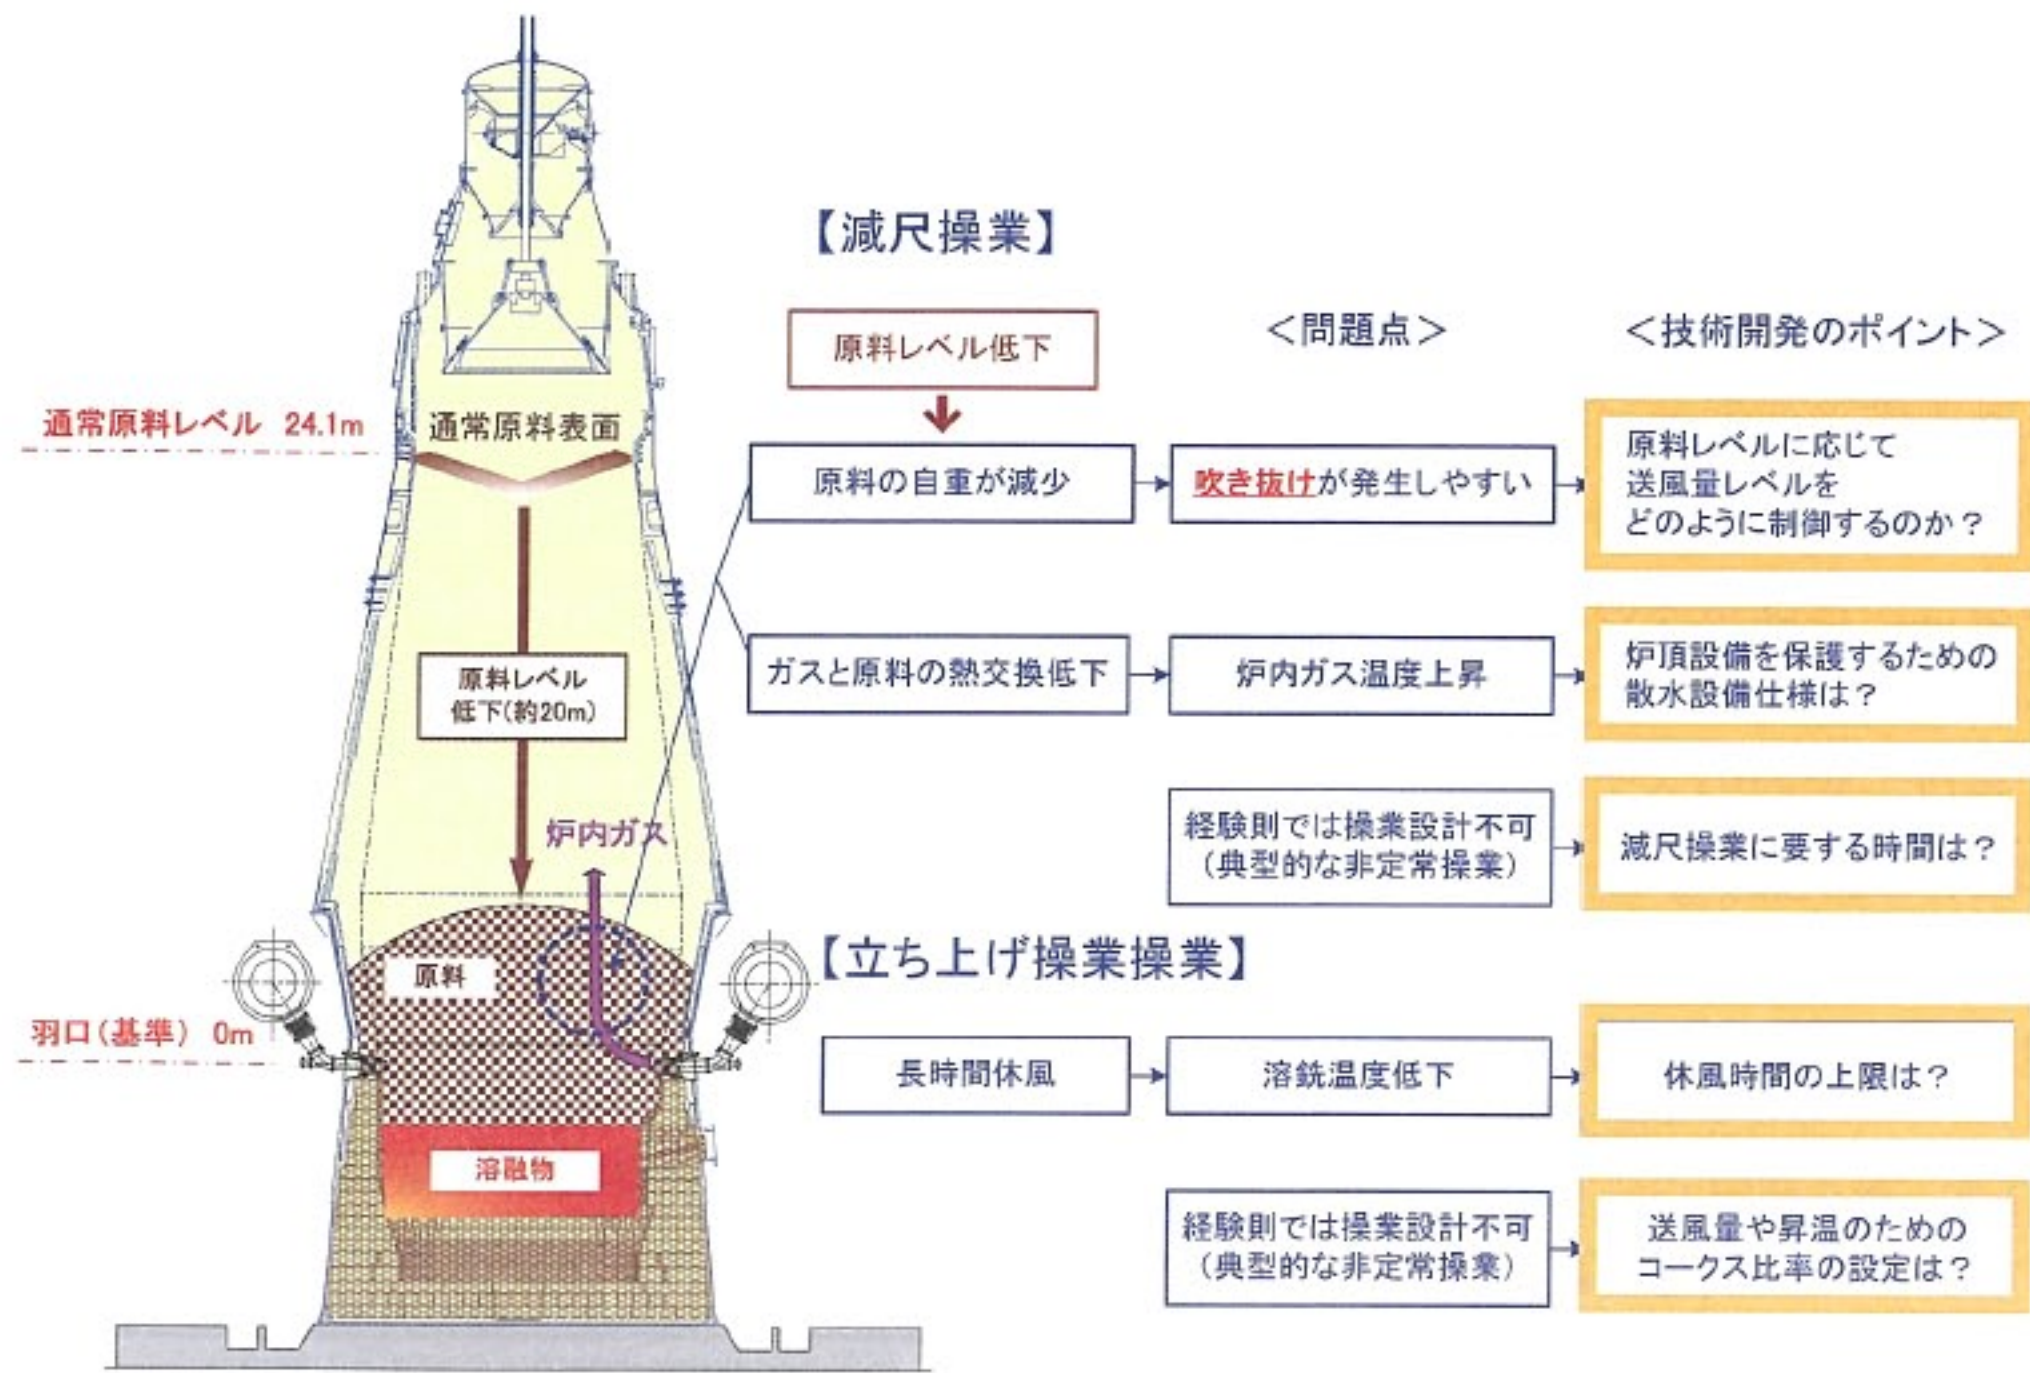 【減尺操業】
原料レベル低下
＜問題点＞
＜技術開発のポイント＞
通常原料レベル 24.1m
通常原料表面
原料の自重が減少
吹き抜けが発生しやすい
原料レベルに応じて
送風量レベルを
どのように制御するのか？
原料レベル
低下(約20m)
ガスと原料の熱交換低下
炉内ガス温度上昇
炉頂設備を保護するための
散水設備仕様は？
炉内ガス
経験則では操業設計不可
（典型的な非定常操業）
減尺操業に要する時間は？
【立ち上げ操業操業】
原料
羽口（基準） 0m
長時間休風
溶銑温度低下
休風時間の上限は？
溶融物
経験則では操業設計不可
（典型的な非定常操業）
送風量や昇温のための
コークス比率の設定は？